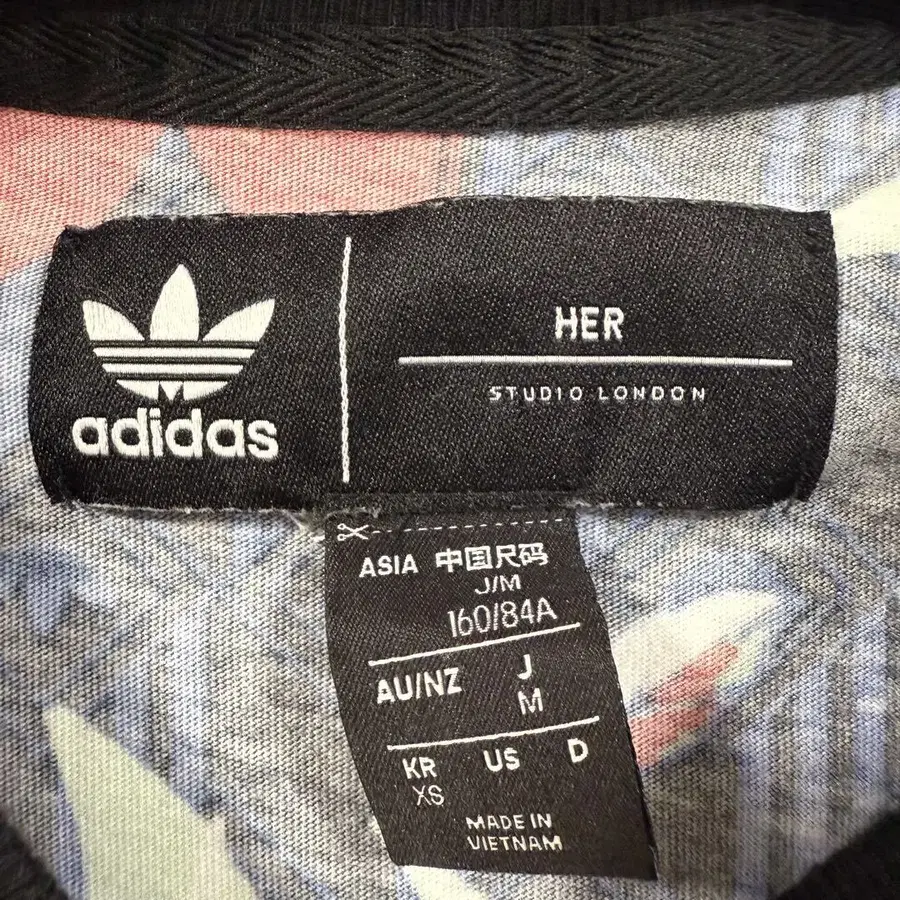 adidas
HER
STUDIO LONDON
ASIA 中国尺码
J/M
160/84A
AU/NZ J
M
KR US D
XS
MADE IN
VIETNAM